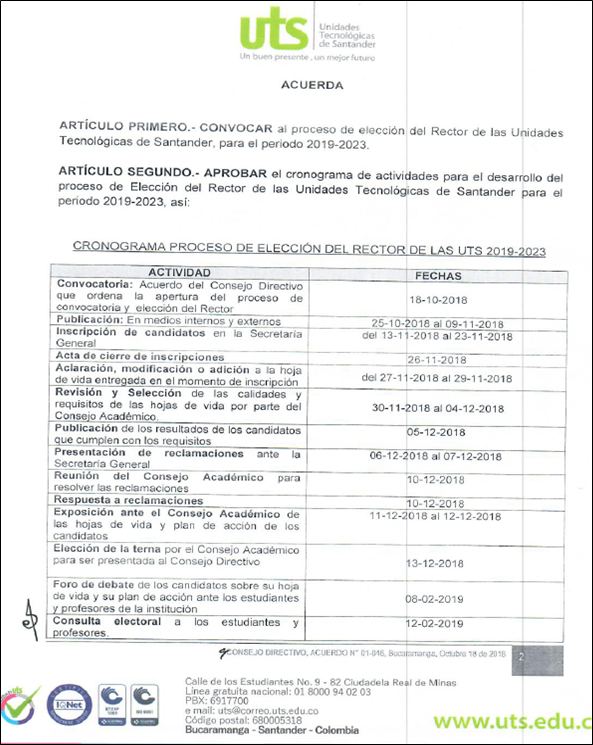 uts
Unidades
Tecnológicas
de Santander
Un buen presente, un mejor futuro
ACUERDA
ARTÍCULO PRIMERO.- CONVOCAR al proceso de elección del Rector de las Unidades
Tecnológicas de Santander, para el periodo 2019-2023.
ARTÍCULO SEGUNDO.- APROBAR el cronograma de actividades para el desarrollo del
proceso de Elección del Rector de las Unidades Tecnológicas de Santander para el
periodo 2019-2023, así:
CRONOGRAMA PROCESO DE ELECCIÓN DEL RECTOR DE LAS UTS 2019-2023
ACTIVIDAD
FECHAS
Convocatoria: Acuerdo del Consejo Directivo
que ordena la apertura del proceso de
convocatoria y elección del Rector
18-10-2018
Publicación: En medios internos y externos
25-10-2018 al 09-11-2018
Inscripción de candidatos en la Secretaría
General
del 13-11-2018 al 23-11-2018
Acta de cierre de inscripciones
26-11-2018
Aclaración, modificación o adición a la hoja
de vida entregada en el momento de inscripción
del 27-11-2018 al 29-11-2018
Revisión y Selección de las calidades y
requisitos de las hojas de vida por parte del
Consejo Académico.
30-11-2018 al 04-12-2018
Publicación de los resultados de los candidatos
que cumplen con los requisitos
05-12-2018
Presentación de reclamaciones ante la
Secretaría General
06-12-2018 al 07-12-2018
Reunión del Consejo Académico para
resolver las reclamaciones
10-12-2018
Respuesta a reclamaciones
10-12-2018
Exposición ante el Consejo Académico de
las hojas de vida y plan de acción de los
candidatos
11-12-2018 al 12-12-2018
Elección de la terna por el Consejo Académico
para ser presentada al Consejo Directivo
13-12-2018
Foro de debate de los candidatos sobre su hoja
de vida y su plan de acción ante los estudiantes
y profesores de la institución
08-02-2019
Consulta electoral a los estudiantes y
profesores.
12-02-2019
CONSEJO DIRECTIVO, ACUERDO N° 01-016, Bucaramanga, Octubre 18 de 2018
2
uts
IQNet
Calle de los Estudiantes No. 9 - 82 Ciudadela Real de Minas
Línea gratuita nacional: 01 8000 94 02 03
PBX: 6917700
e mail: uts@correo.uts.edu.co
Código postal: 680005318
Bucaramanga - Santander - Colombia
www.uts.edu.c